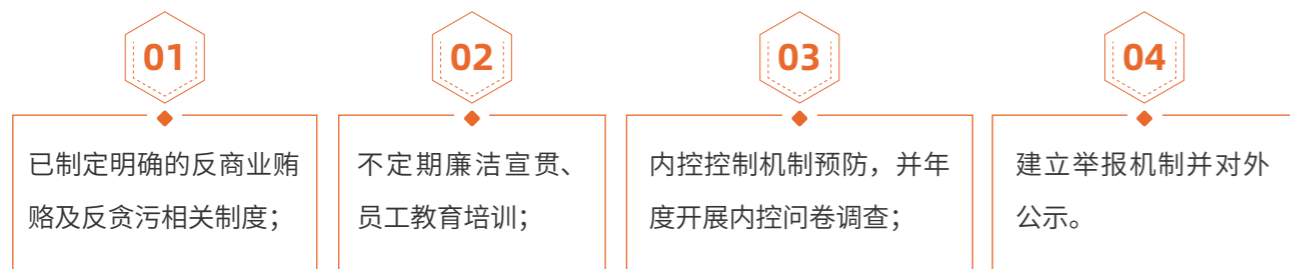 01
已制定明确的反商业贿
赂及反贪污相关制度；
02
不定期廉洁宣贯、
员工教育培训；
03
内控控制机制预防，并年
度开展内控问卷调查；
04
建立举报机制并对外
公示。